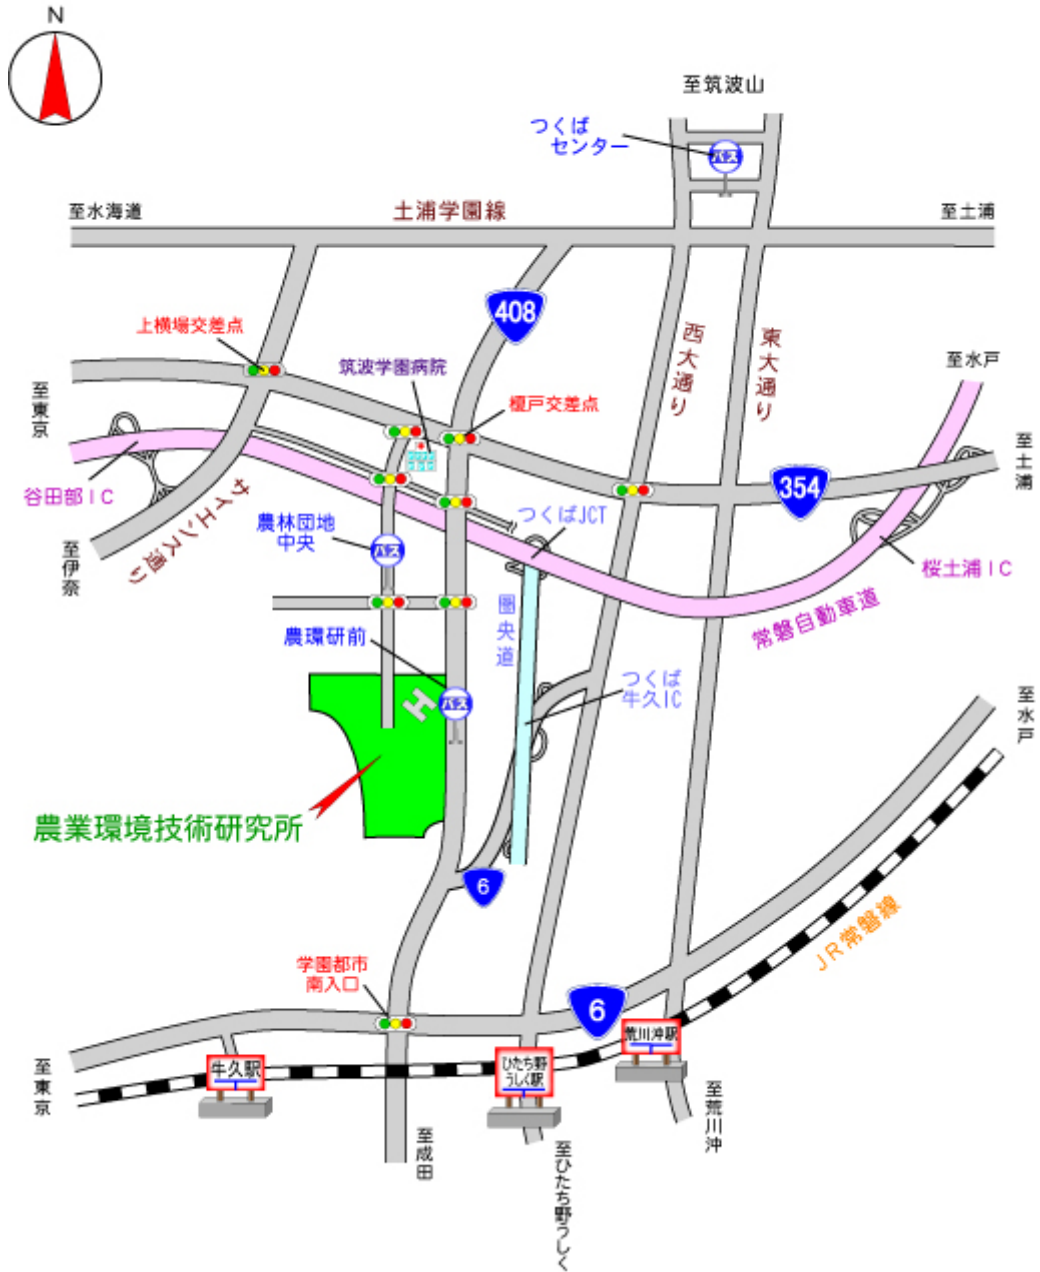 N
至筑波山
つくば
センター
バス
至水海道
土浦学園線
至土浦
408
上横場交差点
筑波学園病院
西大通り
東大通り
至水戸
至東京
榎戸交差点
至土浦
谷田部IC
354
サイエンス通り
農林団地
中央
つくばJCT
バス
至伊奈
桜土浦IC
圏央道
常磐自動車道
農環研前
つくば
牛久IC
バス
至水戸
農業環境技術研究所
6
JR常磐線
学園都市
南入口
6
荒川沖駅
牛久駅
ひたち野
うしく駅
至東京
至荒川沖
至成田
至ひたち野うしく